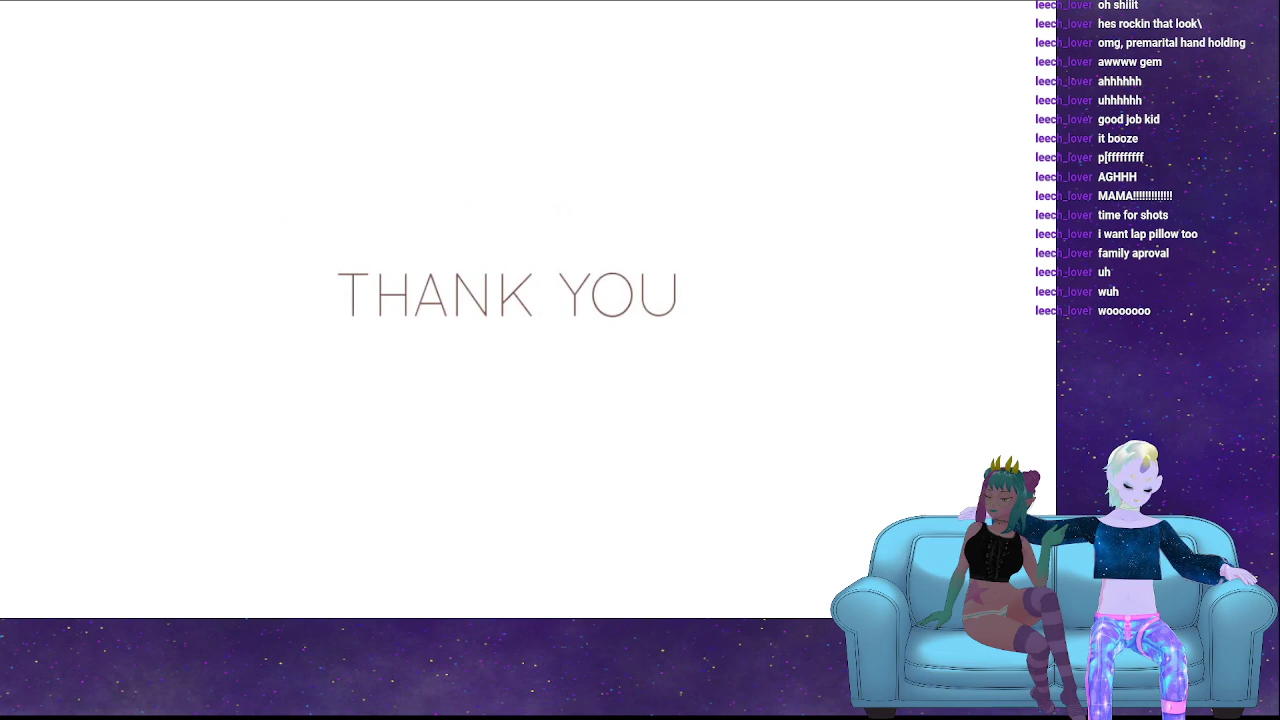 THANK YOU
leech_lover oh shiiit
leech_lover hes rockin that look\
leech_lover omg, premarital hand holding
leech_lover awwww gem
leech_lover ahhhhhh
leech_lover uhhhhhh
leech_lover good job kid
leech_lover it booze
leech_lover p[fffffffff
leech_lover AGHHH
leech_lover MAMA!!!!!!!!!!!!
leech_lover time for shots
leech_lover i want lap pillow too
leech_lover family aproval
leech_lover uh
leech_lover wuh
leech_lover wooooooo